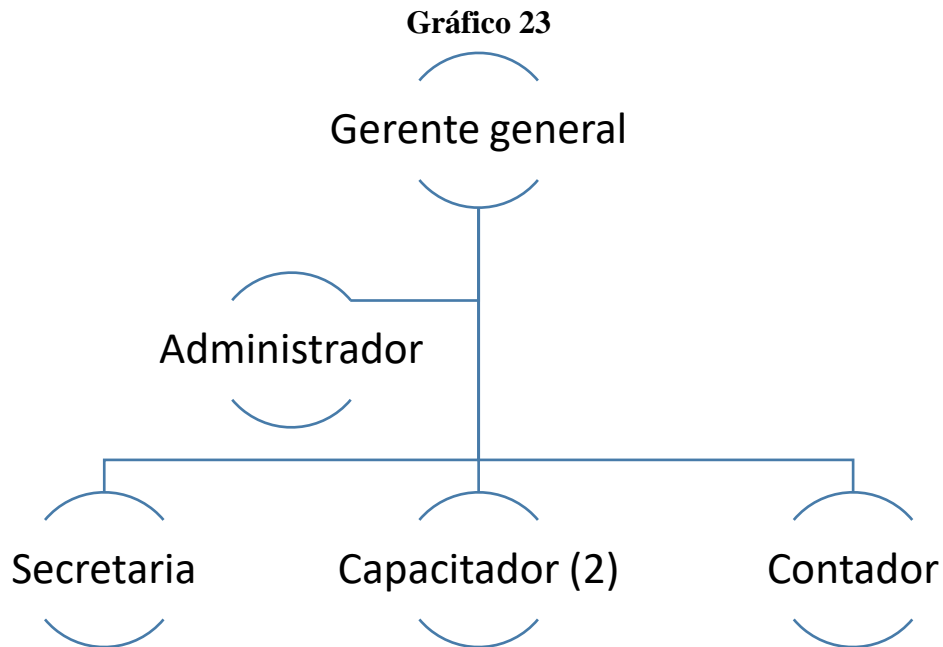 Gráfico 23
Gerente general
Administrador
Secretaria
Capacitador (2)
Contador